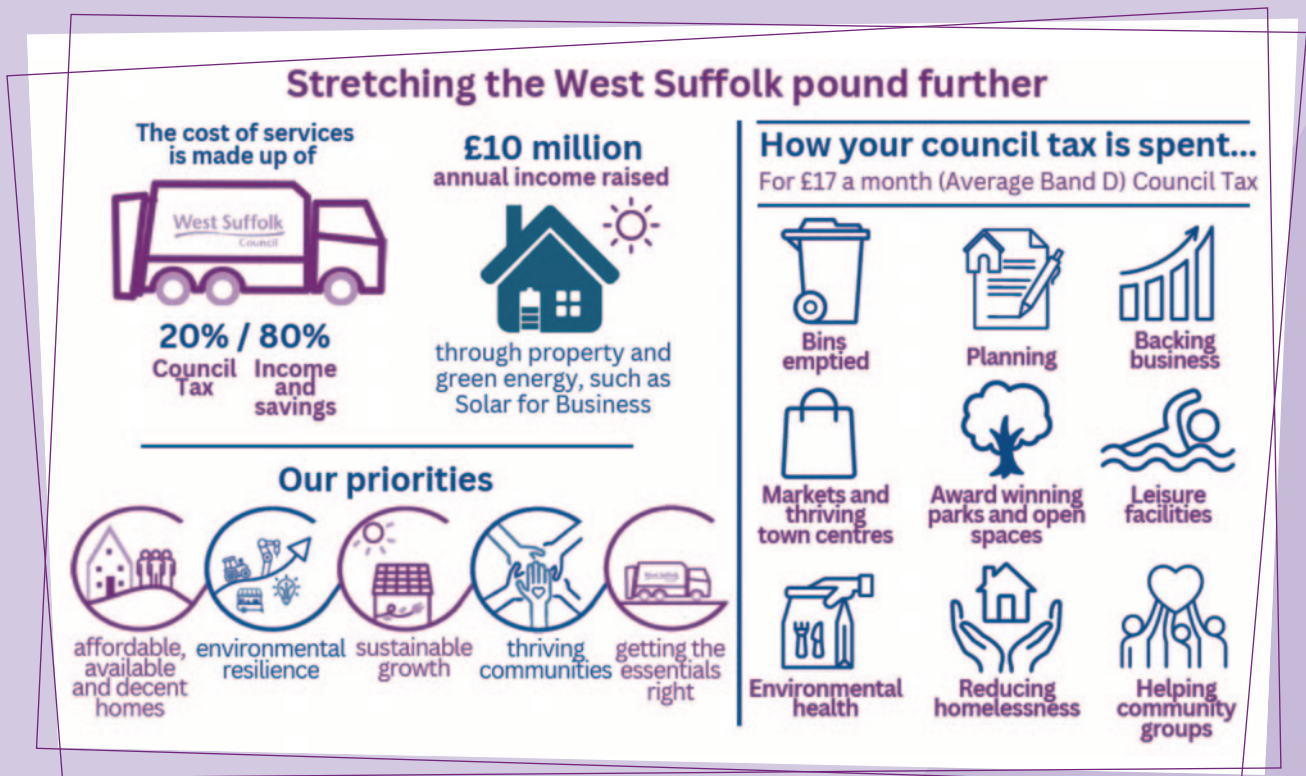 Stretching the West Suffolk pound further
The cost of services
is made up of
West Suffolk
Council
20% / 80%
Council Income
Tax and
savings
£10 million
annual income raised
through property and
green energy, such as
Solar for Business
Our priorities
affordable,
available
and decent
homes
environmental
resilience
sustainable
growth
thriving
communities
West Suffolk
getting the
essentials
right
How your council tax is spent...
For £17 a month (Average Band D) Council Tax
Bins
emptied
Planning
Backing
business
Markets and
thriving
town centres
Award winning
parks and open
spaces
Leisure
facilities
Environmental
health
Reducing
homelessness
Helping
community
groups